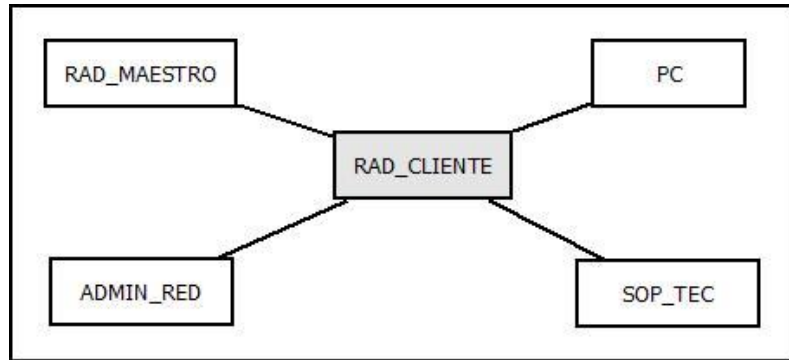 RAD_MAESTRO
PC
RAD_CLIENTE
ADMIN_RED
SOP_TEC